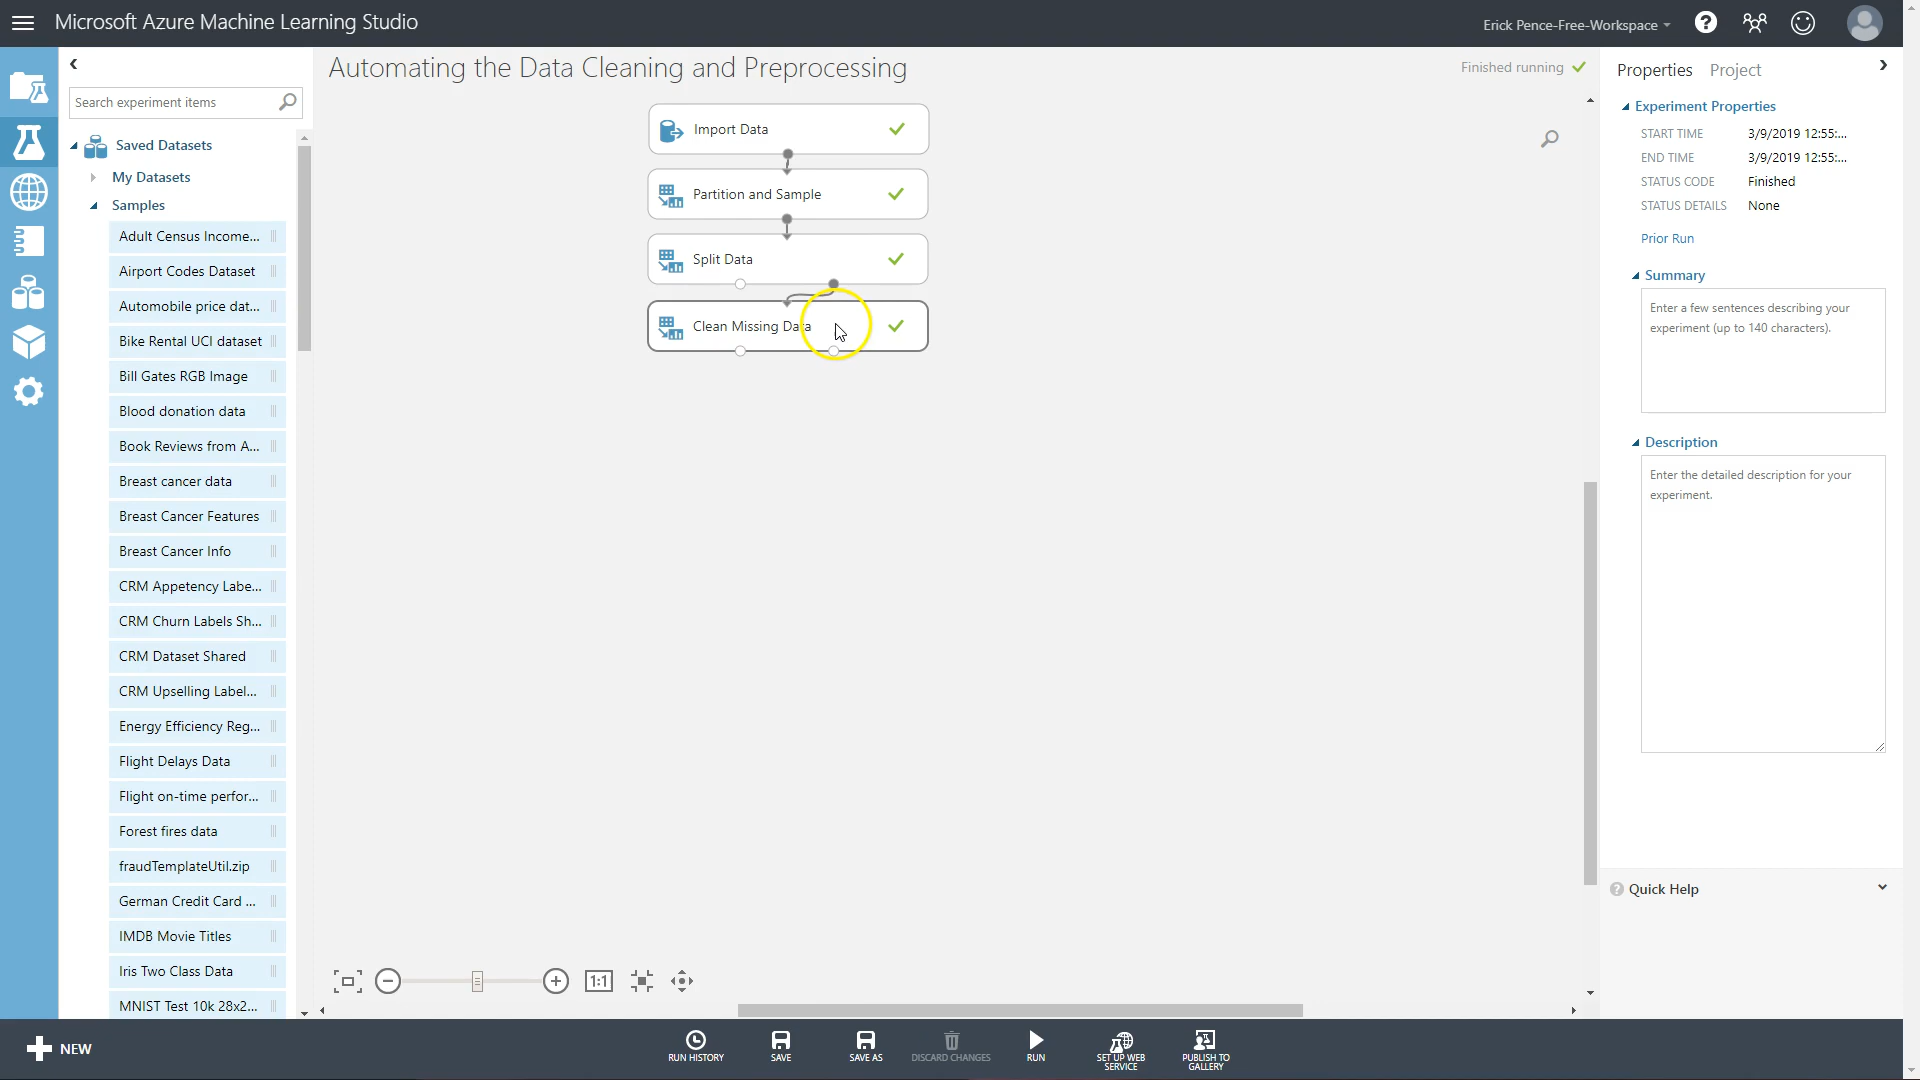 Microsoft Azure Machine Learning Studio
Erick Pence-Free-Workspace
Search experiment items
Saved Datasets
My Datasets
Samples
Adult Census Income...
Airport Codes Dataset
Automobile price dat...
Bike Rental UCI dataset
Bill Gates RGB Image
Blood donation data
Book Reviews from A...
Breast cancer data
Breast Cancer Features
Breast Cancer Info
CRM Appetency Labe...
CRM Churn Labels Sh...
CRM Dataset Shared
CRM Upselling Label...
Energy Efficiency Reg...
Flight Delays Data
Flight on-time perfor...
Forest fires data
fraudTemplateUtil.zip
German Credit Card ...
IMDB Movie Titles
Iris Two Class Data
MNIST Test 10k 28x2...
Automating the Data Cleaning and Preprocessing
Finished running
Import Data
Partition and Sample
Split Data
Clean Missing Data
1:1
Properties Project
Experiment Properties
START TIME 3/9/2019 12:55:...
END TIME 3/9/2019 12:55:...
STATUS CODE Finished
STATUS DETAILS None
Prior Run
Summary
Enter a few sentences describing your
experiment (up to 140 characters).
Description
Enter the detailed description for your
experiment.
Quick Help
NEW
RUN HISTORY
SAVE
SAVE AS
DISCARD CHANGES
RUN
SET UP WEB
SERVICE
PUBLISH TO
GALLERY